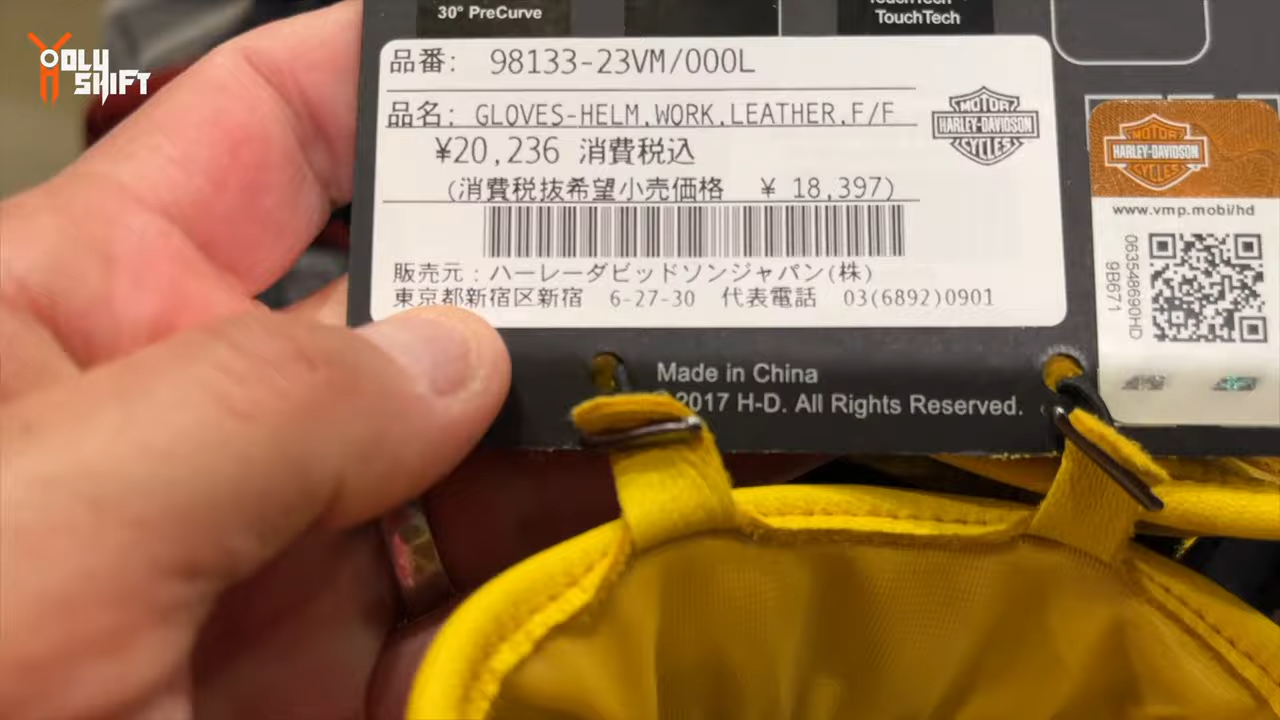 YOLY
SHIFT
30° PreCurve
TouchTech
品番: 98133-23VM/000L
品名: GLOVES-HELM,WORK,LEATHER,F/F
¥20,236 消費税込
(消費税抜希望小売価格 ¥ 18,397)
MOTOR
HARLEY-DAVIDSON
CYCLES
販売元:ハーレーダビッドソンジャパン(株)
東京都新宿区新宿 6-27-30 代表電話 03(6892)0901
MOTOR
HARLEY-DAVIDSON
CYCLES
www.vmp.mobi/hd
063548690HD
9B9671
Made in China
©2017 H-D. All Rights Reserved.